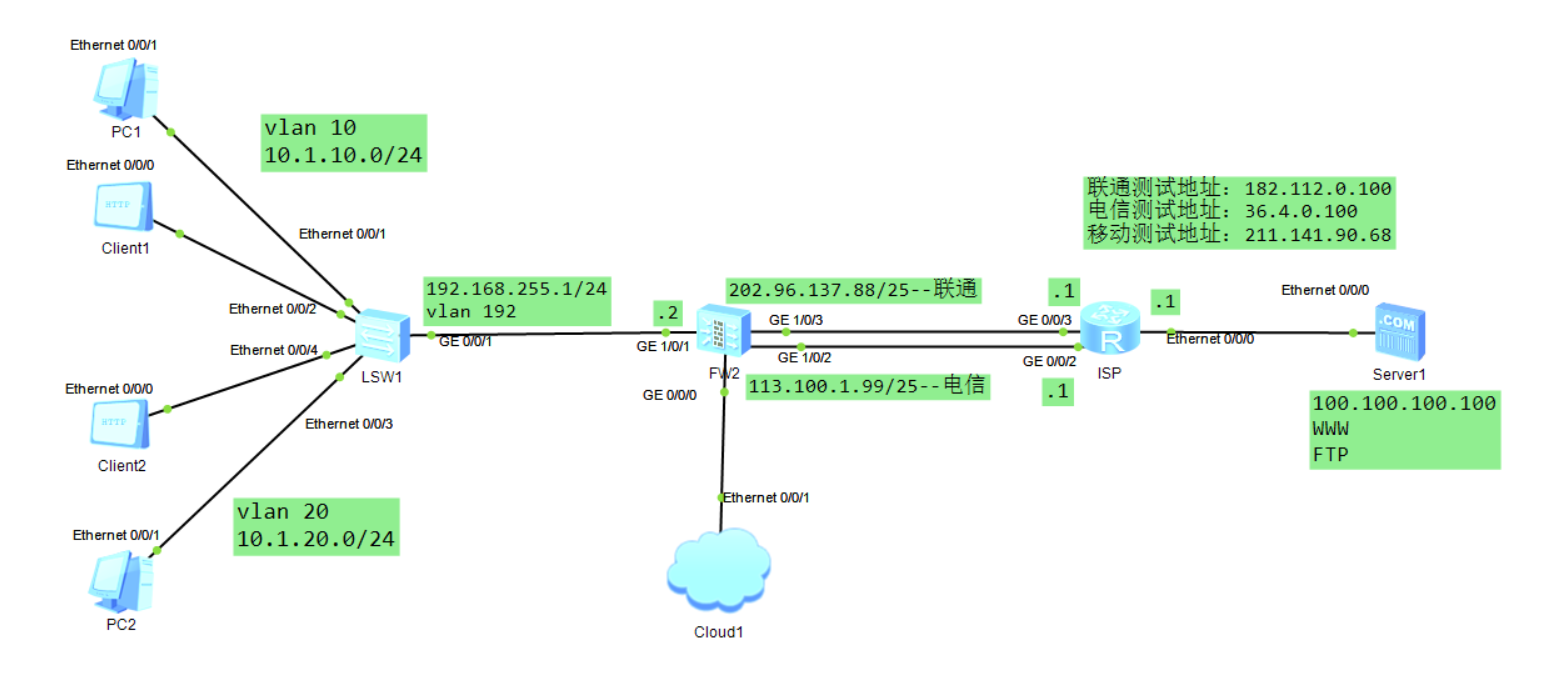 Ethernet 0/0/1
PC1
vlan 10
10.1.10.0/24
Ethernet 0/0/0
HTTP
Client1
Ethernet 0/0/1
Ethernet 0/0/2
Ethernet 0/0/4
192.168.255.1/24
vlan 192
GE 0/0/1
LSW1
Ethernet 0/0/0
HTTP
Client2
Ethernet 0/0/3
vlan 20
10.1.20.0/24
Ethernet 0/0/1
PC2
.2
GE 1/0/1
202.96.137.88/25--联通
GE 1/0/3
GE 1/0/2
FW2
113.100.1.99/25--电信
GE 0/0/0
Ethernet 0/0/1
Cloud1
联通测试地址: 182.112.0.100
电信测试地址: 36.4.0.100
移动测试地址: 211.141.90.68
.1
GE 0/0/3
GE 0/0/2
.1
R
ISP
.1
Ethernet 0/0/0
Ethernet 0/0/0
.COM
Server1
100.100.100.100
WWW
FTP